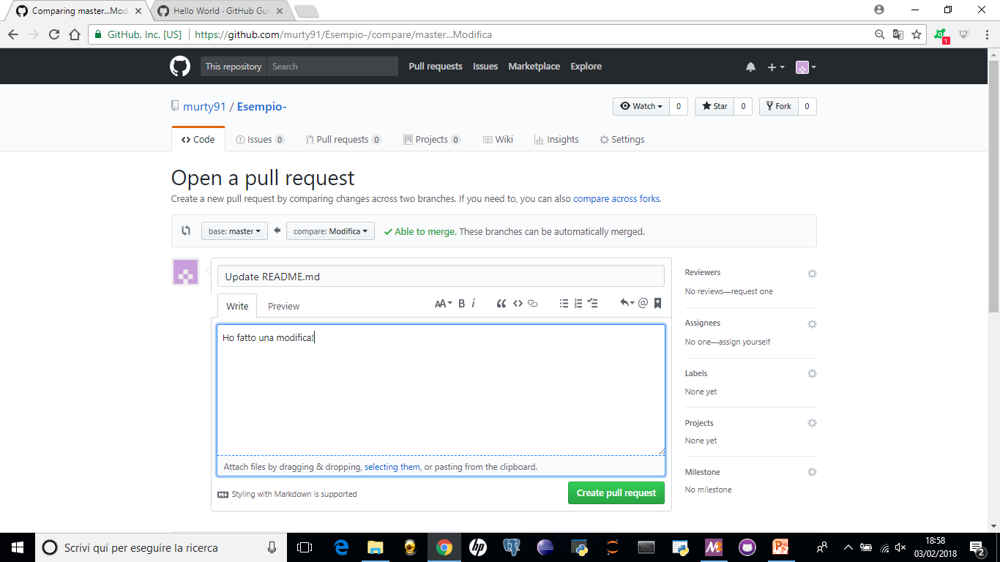 Comparing master...Mod
Hello World · GitHub Gui
GitHub, Inc. [US]
https://github.com/murty91/Esempio-/compare/master...Modifica
1
This repository
Search
Pull requests
Issues
Marketplace
Explore
murty91 / Esempio-
Watch 0
Star 0
Fork 0
Code
Issues 0
Pull requests 0
Projects 0
Wiki
Insights
Settings
Open a pull request
Create a new pull request by comparing changes across two branches. If you need to, you can also compare across forks.
base: master
compare: Modifica
Able to merge. These branches can be automatically merged.
Update README.md
Write
Preview
AA B i
Ho fatto una modifica!
Attach files by dragging & dropping, selecting them, or pasting from the clipboard.
Styling with Markdown is supported
Create pull request
Reviewers
No reviews—request one
Assignees
No one—assign yourself
Labels
None yet
Projects
None yet
Milestone
No milestone
Scrivi qui per eseguire la ricerca
18:58
03/02/2018
2